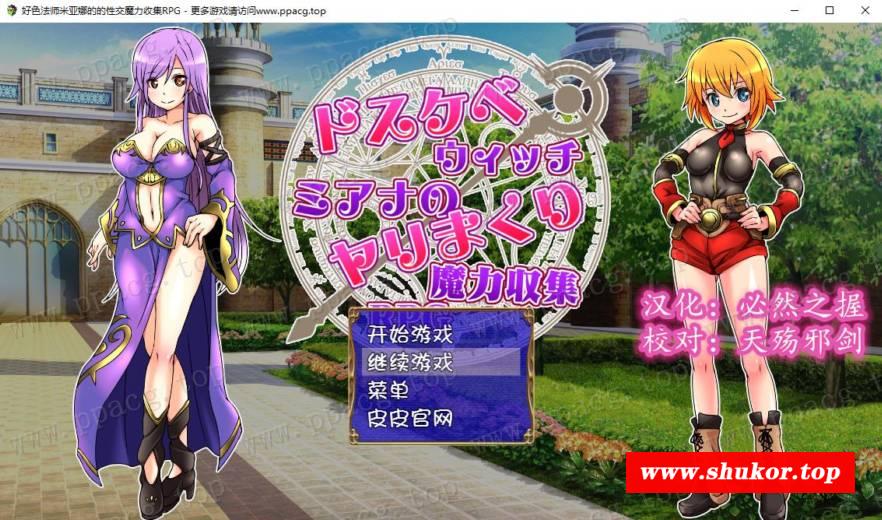 好色法师米亚娜的的性交魔力收集RPG - 更多游戏请访问www.ppacg.top
ドスケベ
ウィッチ
ミアナの
ヤリまくり
魔力収集
RPG
开始游戏
继续游戏
菜单
皮皮官网
汉化：必然之握
校对：天殇邪剑
www.shukor.top
www.ppacg.top